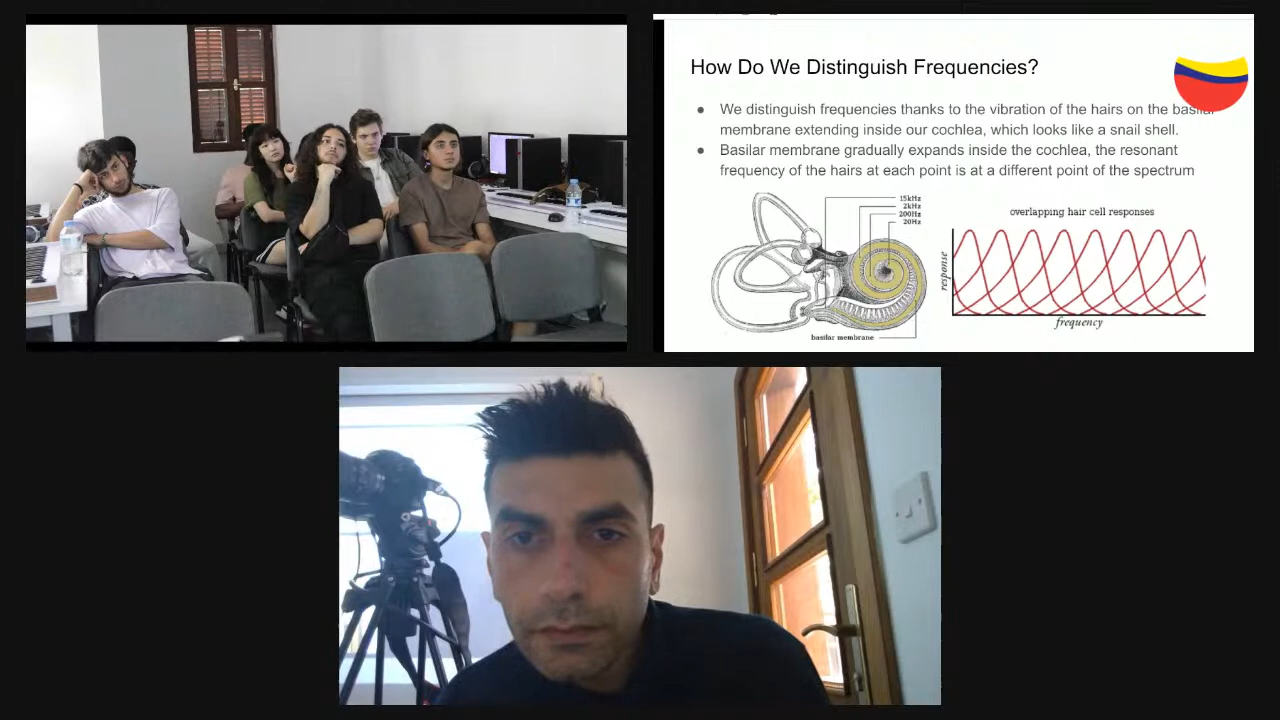 How Do We Distinguish Frequencies?
● We distinguish frequencies thanks to the vibration of the hairs on the basilar
membrane extending inside our cochlea, which looks like a snail shell.
● Basilar membrane gradually expands inside the cochlea, the resonant
frequency of the hairs at each point is at a different point of the spectrum
15kHz
2kHz
200Hz
20Hz
basilar membrane
overlapping hair cell responses
response
frequency